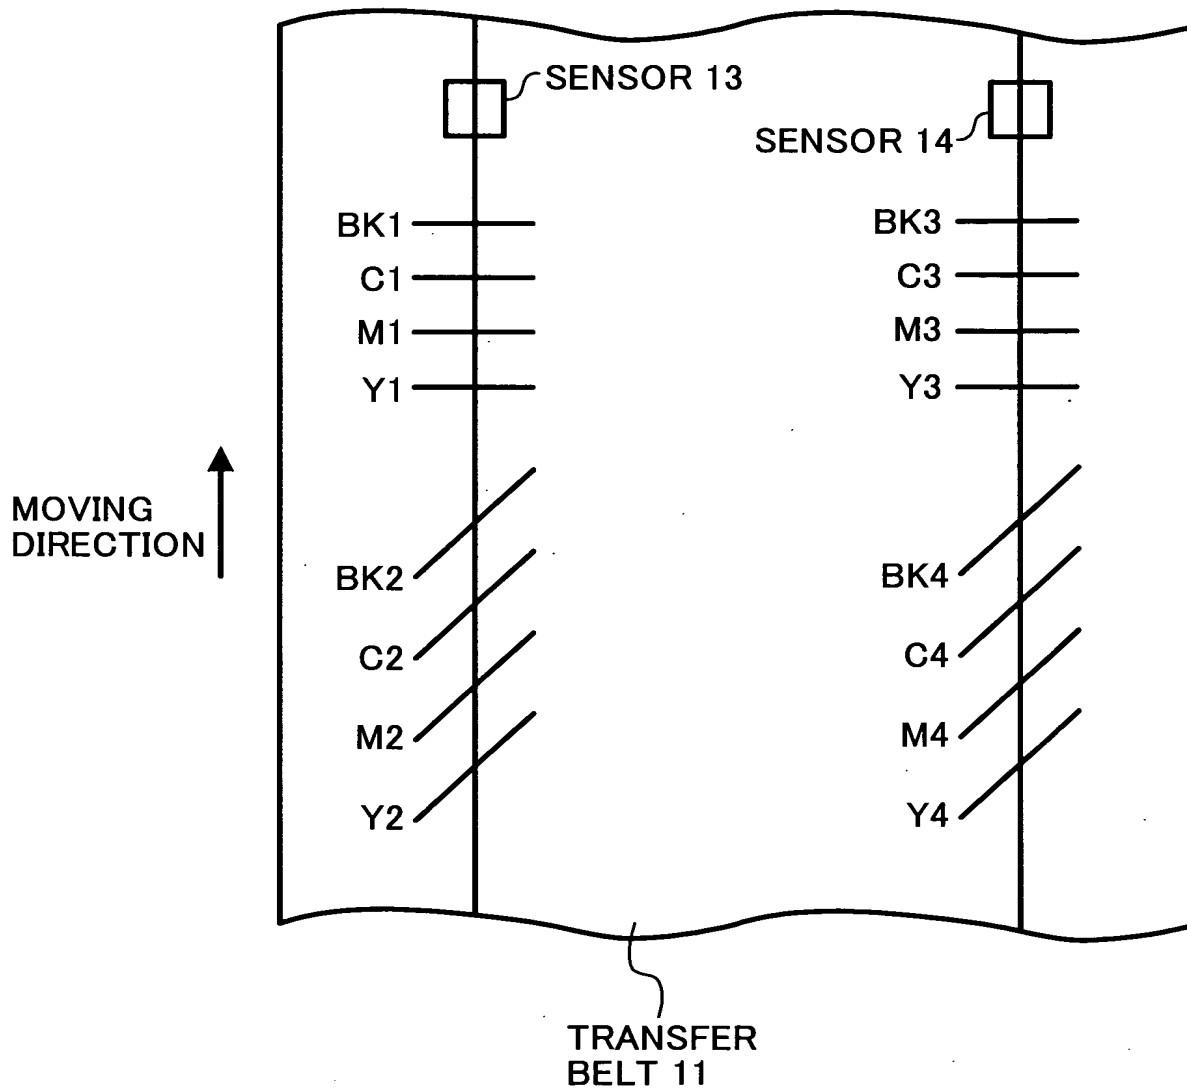 SENSOR 13
SENSOR 14
BK1
BK3
C1
C3
M1
M3
Y1
Y3
MOVING
DIRECTION
BK2
BK4
C2
C4
M2
M4
Y2
Y4
TRANSFER
BELT 11